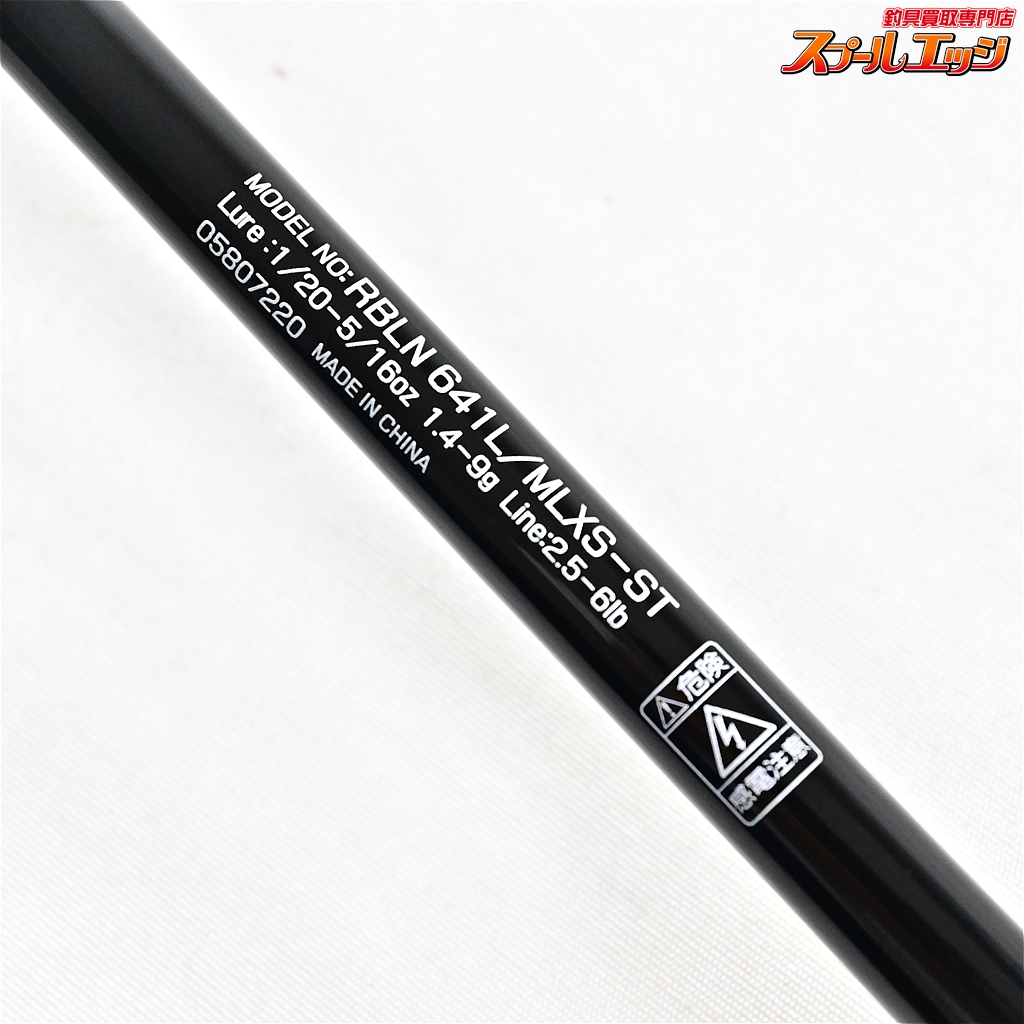 釣具買取専門店
スプールエッジ
MODEL NO: RBLN 641L/MLXS-ST
Lure :1/20-5/16oz 1.4-9g Line:2.5-6lb
05807220 MADE IN CHINA
危険
感電注意